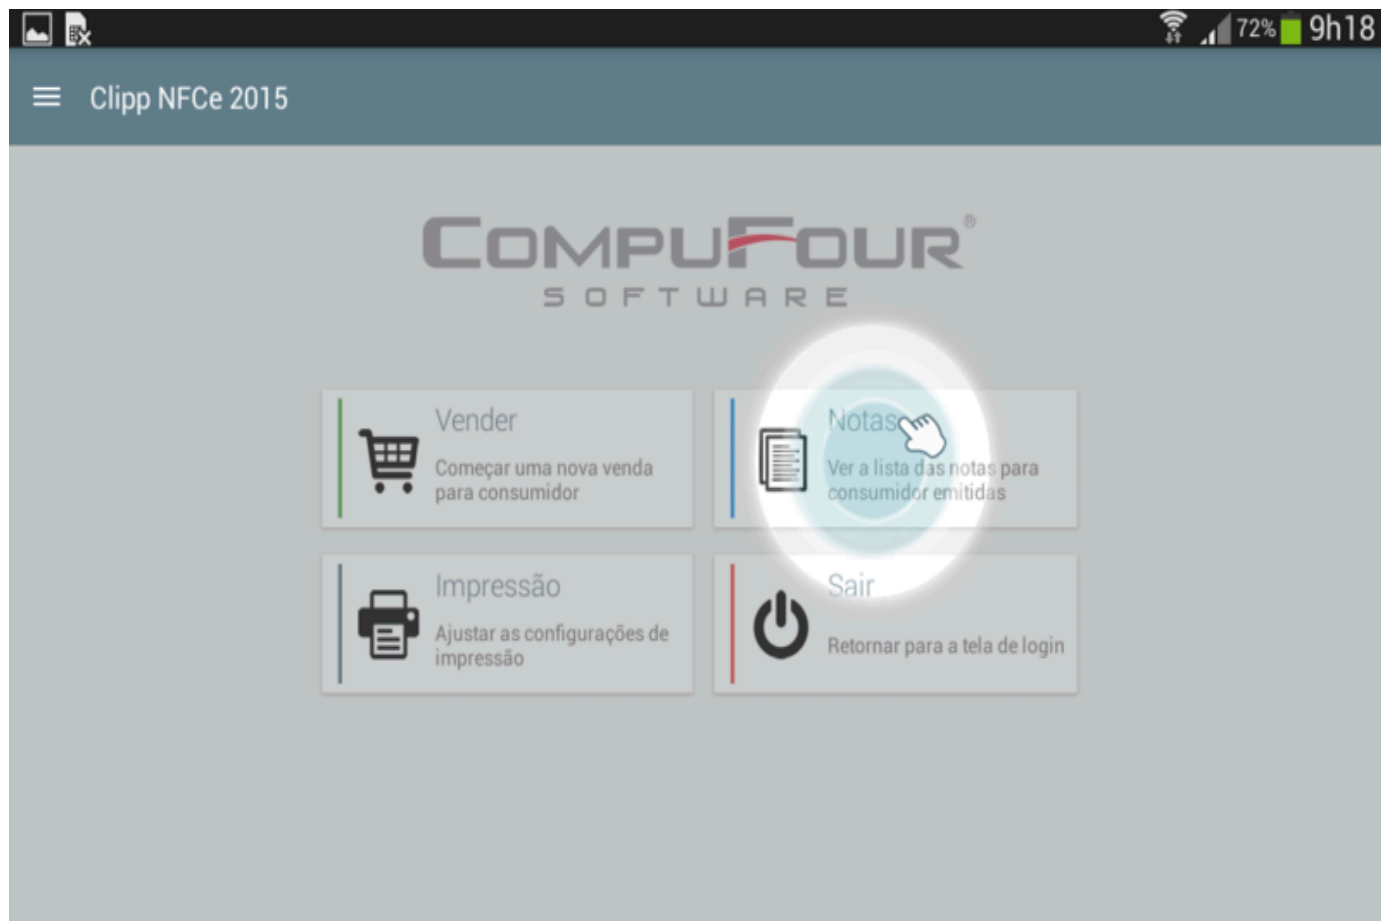 72% 9h18
Clipp NFCe 2015
COMPUFOUR®
SOFTWARE
Vender
Começar uma nova venda
para consumidor
Notas
Ver a lista das notas para
consumidor emitidas
Impressão
Ajustar as configurações de
impressão
Sair
Retornar para a tela de login